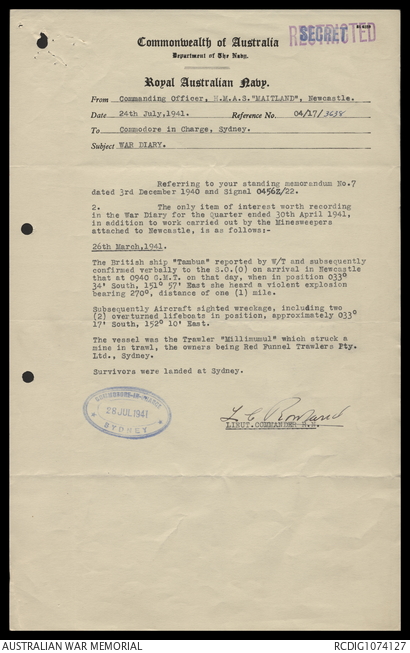 SECRET
RESTRICTED
Commonwealth of Australia
Department of The Navy.
Royal Australian Navy.
From Commanding Officer, H.M.A.S."MAITLAND", Newcastle.
Date 24th July,1941. Reference No. 04/17/3638
To Commodore in Charge, Sydney.
Subject WAR DIARY.
Referring to your standing memorandum No.7
dated 3rd December 1940 and Signal 0456Z/22.
2. The only item of interest worth recording
in the War Diary for the Quarter ended 30th April 1941,
in addition to work carried out by the Minesweepers
attached to Newcastle, is as follows:-
26th March,1941.
The British ship "Tambua" reported by W/T and subsequently
confirmed verbally to the S.O.(O) on arrival in Newcastle
that at 0940 G.M.T. on that day, when in position 033°
34' South, 151° 57' East she heard a violent explosion
bearing 270°, distance of one (1) mile.
Subsequently Aircraft sighted wreckage, including two
(2) overturned lifeboats in position, approximately 033°
17' South, 152° 10' East.
The vessel was the Trawler "Millimumul" which struck a
mine in trawl, the owners being Red Funnel Trawlers Pty.
Ltd., Sydney.
Survivors were landed at Sydney.
COMMODORE IN CHARGE
28 JUL 1941
SYDNEY
LIEUT.COMMANDER R.N.
AUSTRALIAN WAR MEMORIAL RCDIG1074127